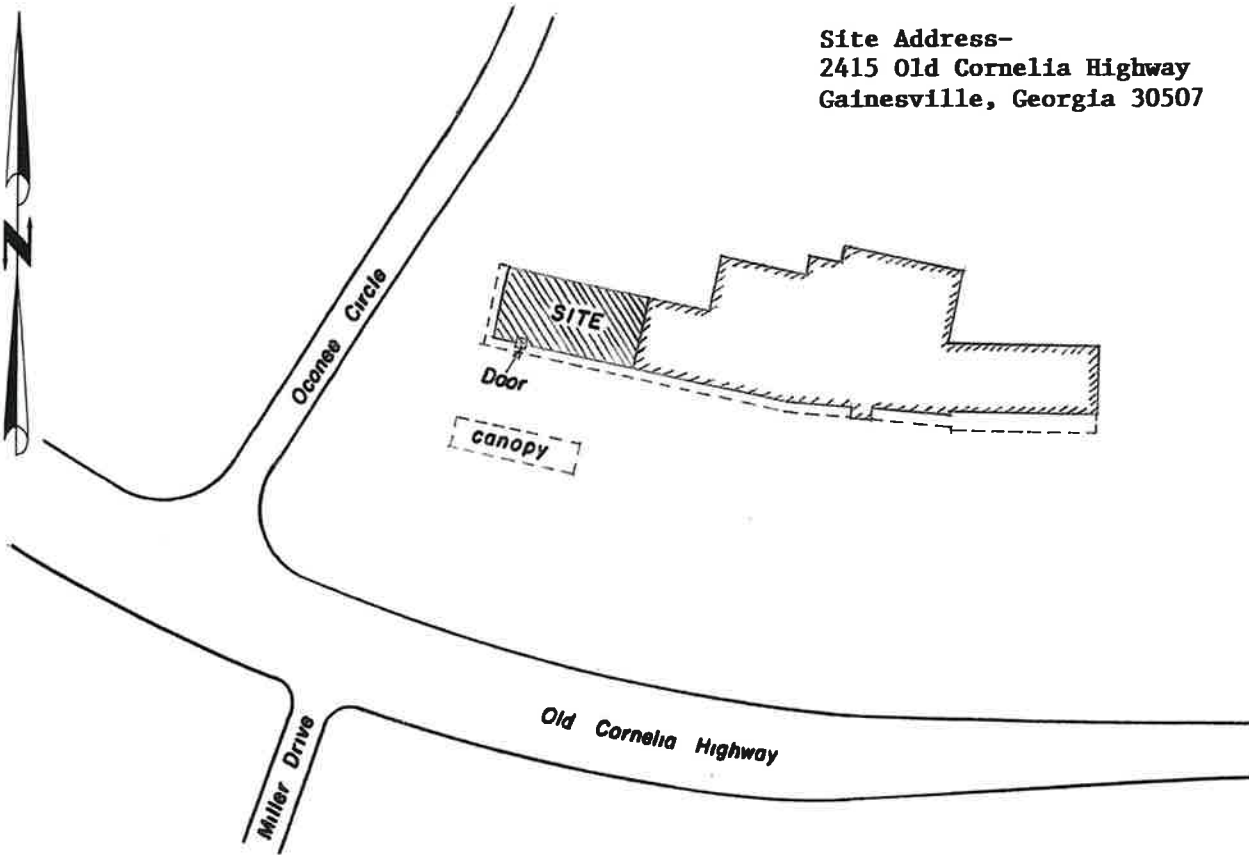 Site Address-
2415 Old Cornelia Highway
Gainesville, Georgia 30507
N
Oconee Circle
SITE
Door
canopy
Old Cornelia Highway
Miller Drive